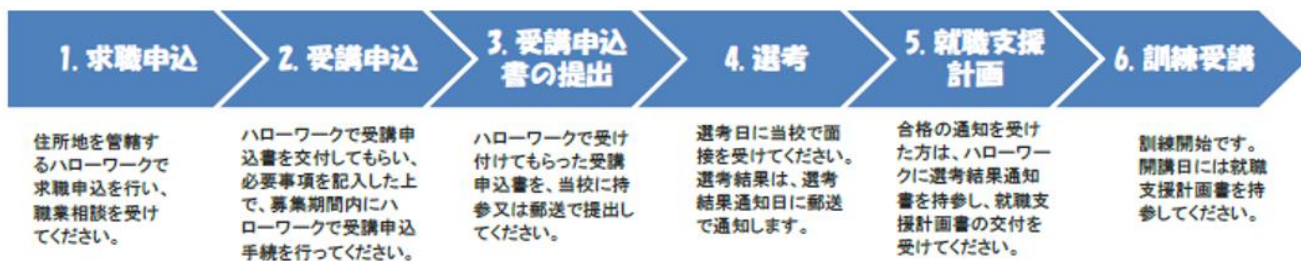 1. 求職申込
2. 受講申込
3. 受講申込
書の提出
4. 選考
5. 就職支援
計画
6. 訓練受講
住所地を管轄す
るハローワークで
求職申込を行い、
職業相談を受け
てください。
ハローワークで受講申
込書を交付してもらい、
必要事項を記入した上
で、募集期間内にハ
ローワークで受講申込
手続を行ってください。
ハローワークで受け
付けてもらった受講
申込書を、当校に持
参又は郵送で提出し
てください。
選考日に当校で面
接を受けてください。
選考結果は、選考
結果通知日に郵送
で通知します。
合格の通知を受け
た方は、ハローワー
クに選考結果通知
書を持参し、就職支
援計画書の交付を
受けてください。
訓練開始です。
開講日には就職
支援計画書を持
参してください。